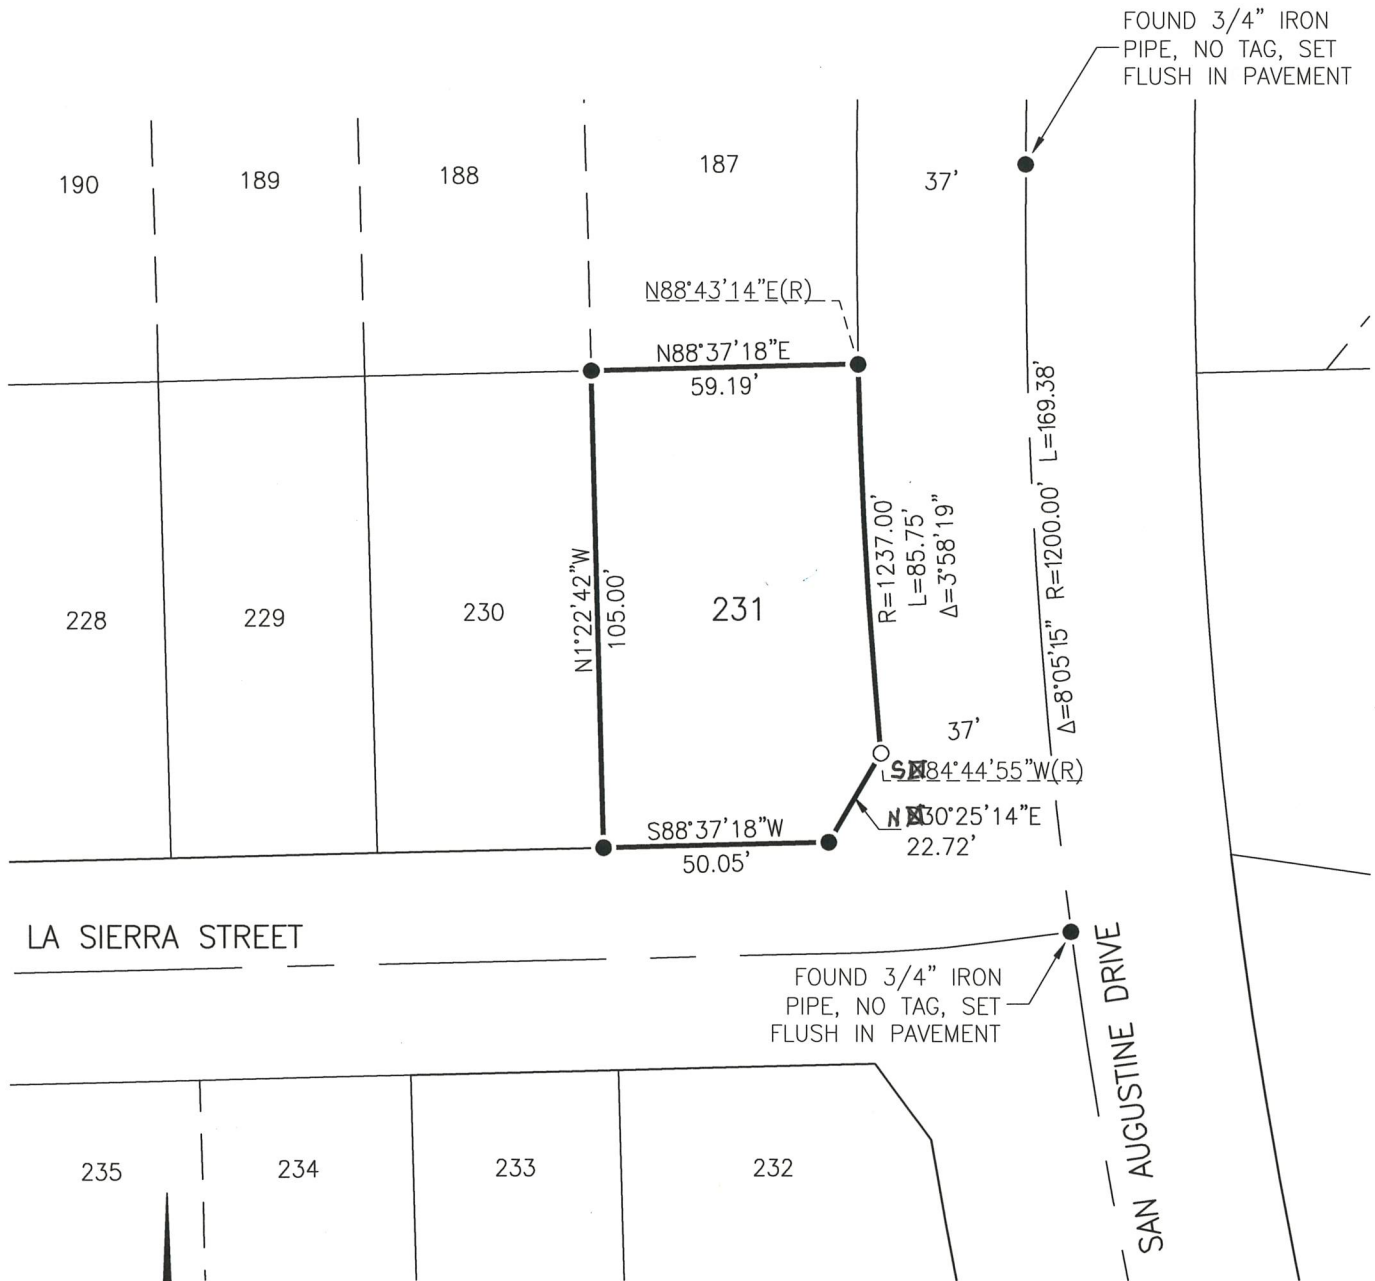 FOUND 3/4" IRON
PIPE, NO TAG, SET
FLUSH IN PAVEMENT
190
189
188
187
37'
N88°43'14"E(R)
N88°37'18"E
59.19'
N1°22'42"W
105.00'
R=1237.00'
L=85.75'
Δ=3°58'19"
Δ=8°05'15" R=1200.00' L=169.38'
228
229
230
231
37'
S84°44'55"W(R)
N30°25'14"E
22.72'
S88°37'18"W
50.05'
LA SIERRA STREET
FOUND 3/4" IRON
PIPE, NO TAG, SET
FLUSH IN PAVEMENT
SAN AUGUSTINE DRIVE
235
234
233
232